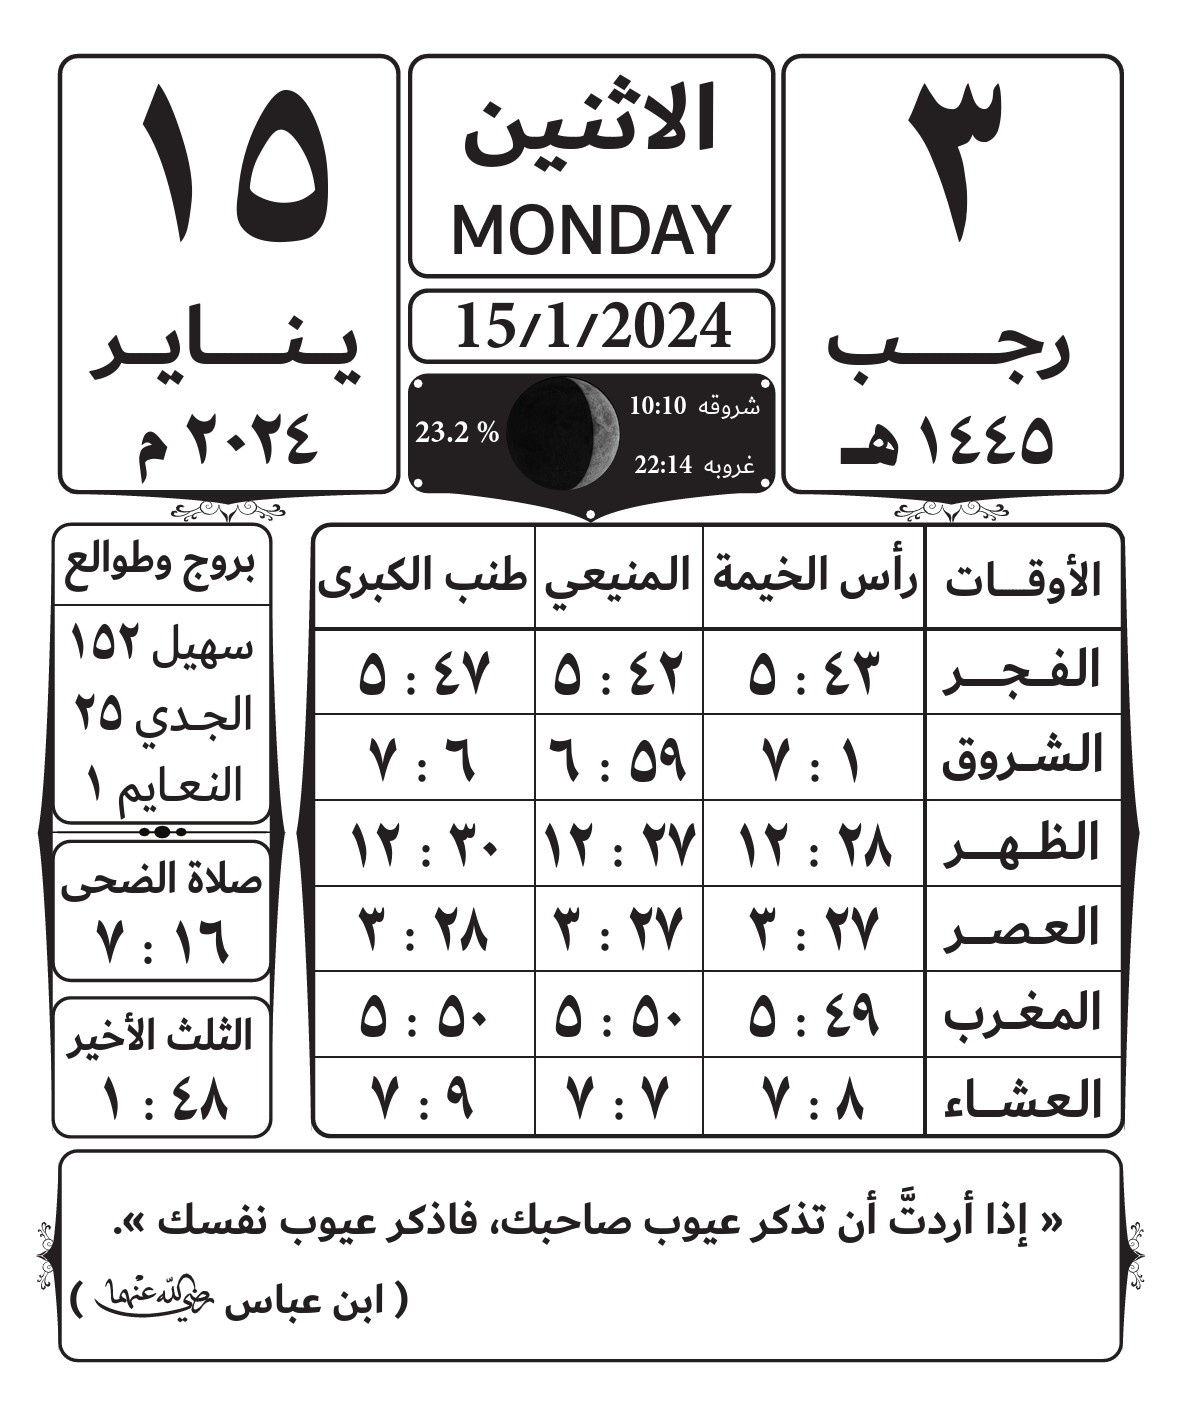 ٣
رجــــب
١٤٤٥ هـ
الاثنين
MONDAY
15/1/2024
شروقه 10:10
غروبه 22:14
23.2 %
١٥
يـنــــايـر
٢٠٢٤ م
الأوقـــات رأس الخيمة المنيعي طنب الكبرى
الفـجــر ٥ : ٤٣ ٥ : ٤٢ ٥ : ٤٧
الشـروق ٧ : ١ ٦ : ٥٩ ٧ : ٦
الظـهــر ١٢ : ٢٨ ١٢ : ٢٧ ١٢ : ٣٠
العصــر ٣ : ٢٧ ٣ : ٢٧ ٣ : ٢٨
المغـرب ٥ : ٤٩ ٥ : ٥٠ ٥ : ٥٠
العشـاء ٧ : ٨ ٧ : ٧ ٧ : ٩
بروج وطوالع
سهيل ١٥٢
الجدي ٢٥
النعايم ١
صلاة الضحى
٧ : ١٦
الثلث الأخير
١ : ٤٨
« إذا أردتَّ أن تذكر عيوب صاحبك، فاذكر عيوب نفسك ».
( ابن عباس رضي الله عنهما )